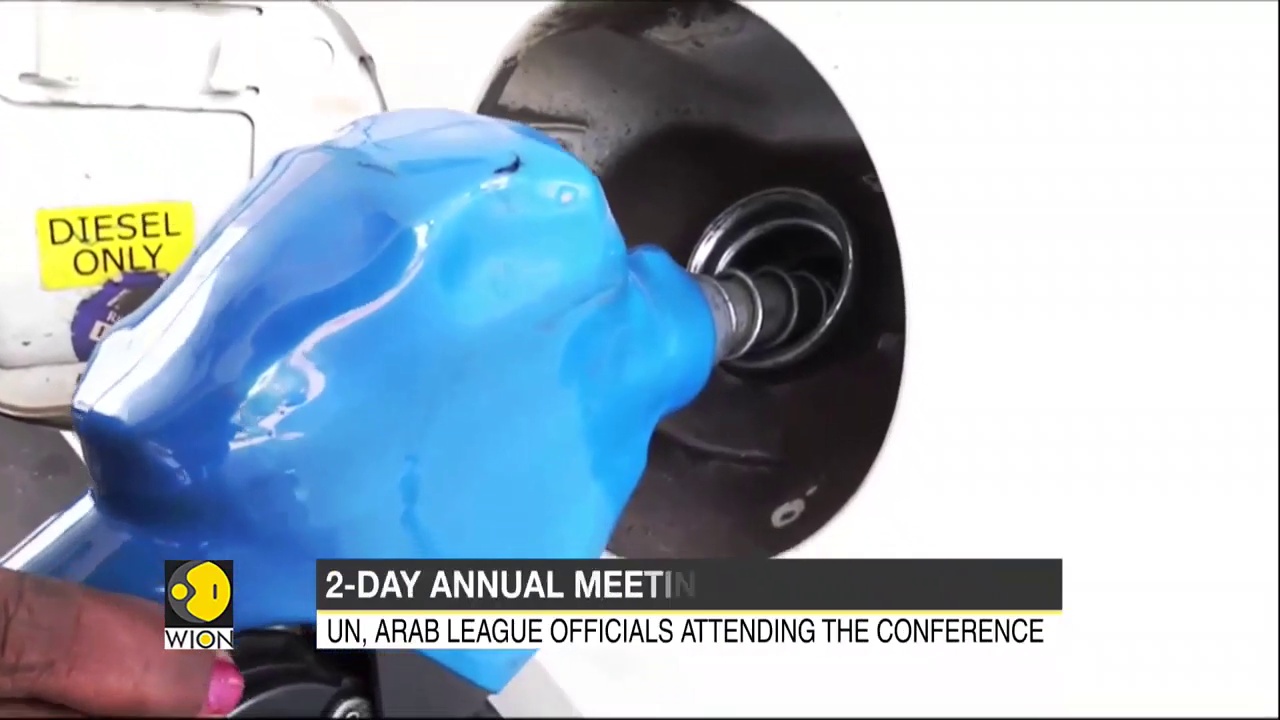 DIESEL
ONLY
2-DAY ANNUAL MEETIN
WION
UN, ARAB LEAGUE OFFICIALS ATTENDING THE CONFERENCE